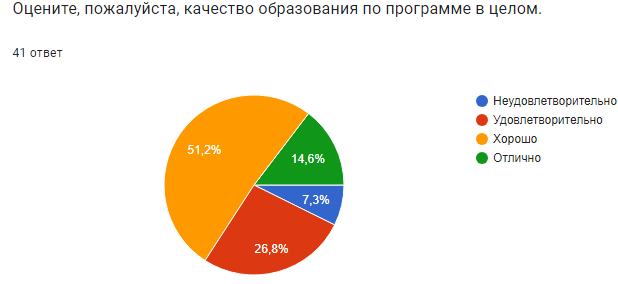 Оцените, пожалуйста, качество образования по программе в целом.
41 ответ
Неудовлетворительно
Удовлетворительно
Хорошо
Отлично
51,2%
14,6%
7,3%
26,8%